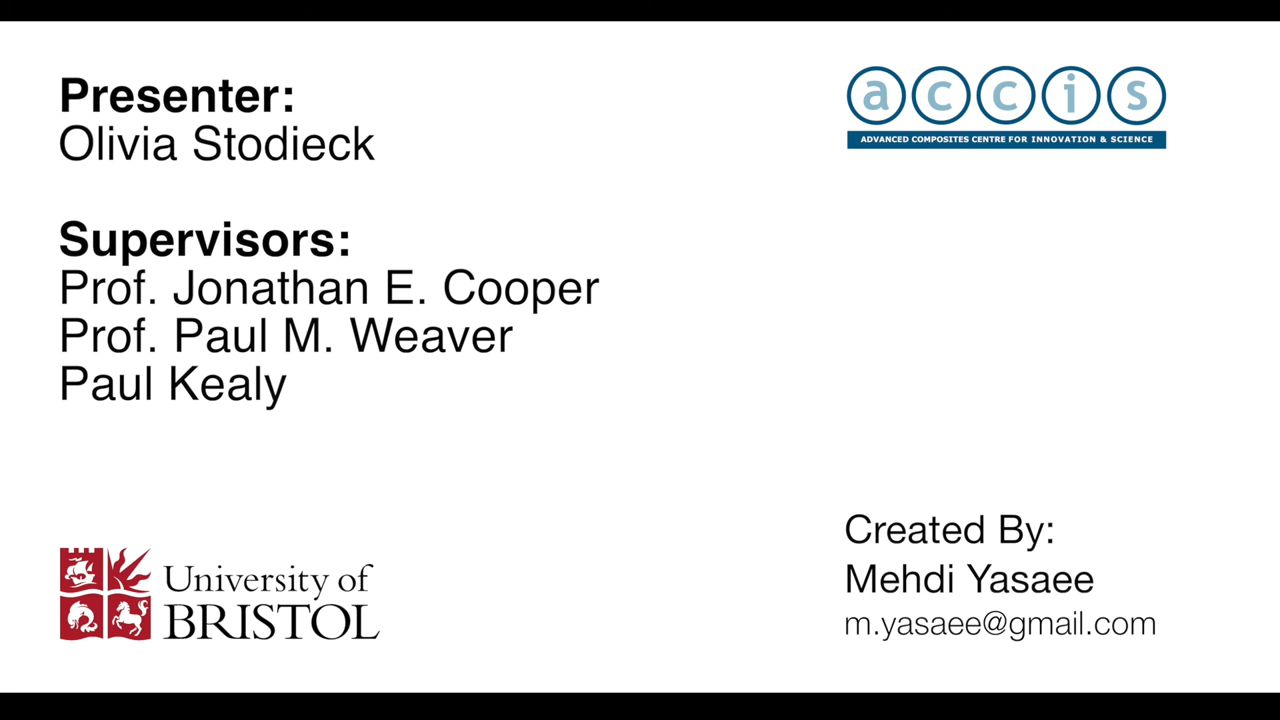 Presenter:
Olivia Stodieck
Supervisors:
Prof. Jonathan E. Cooper
Prof. Paul M. Weaver
Paul Kealy
accis
ADVANCED COMPOSITES CENTRE FOR INNOVATION & SCIENCE
University of
BRISTOL
Created By:
Mehdi Yasaee
m.yasaee@gmail.com